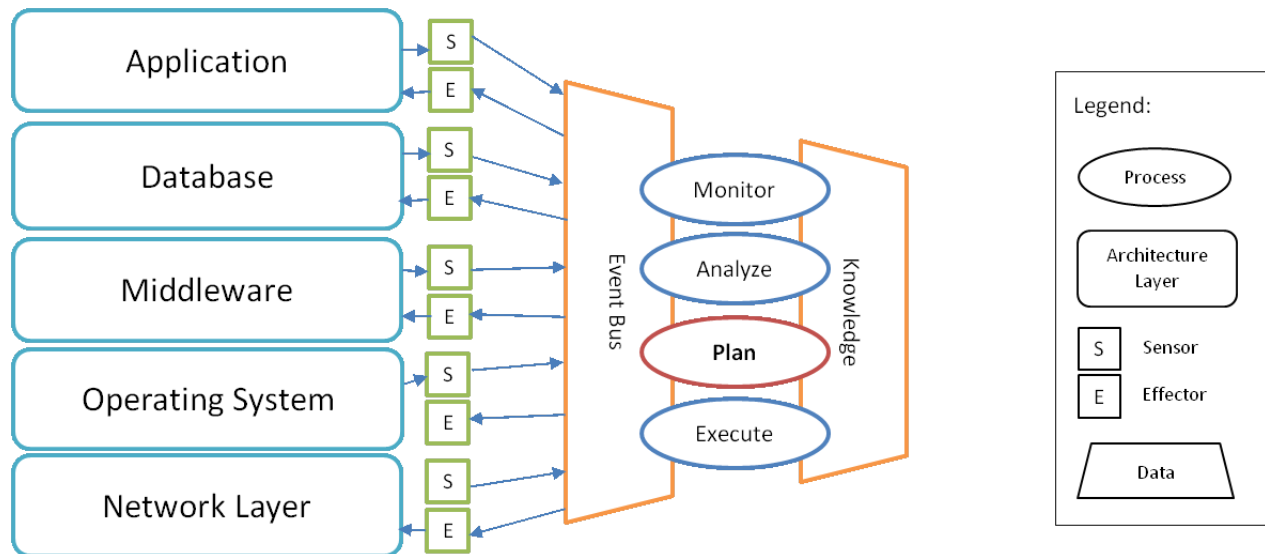 Application
S
E
Database
S
E
Middleware
S
E
Operating System
S
E
Network Layer
S
E
Event Bus
Monitor
Analyze
Plan
Execute
Knowledge
Legend:
Process
Architecture
Layer
S
Sensor
E
Effector
Data